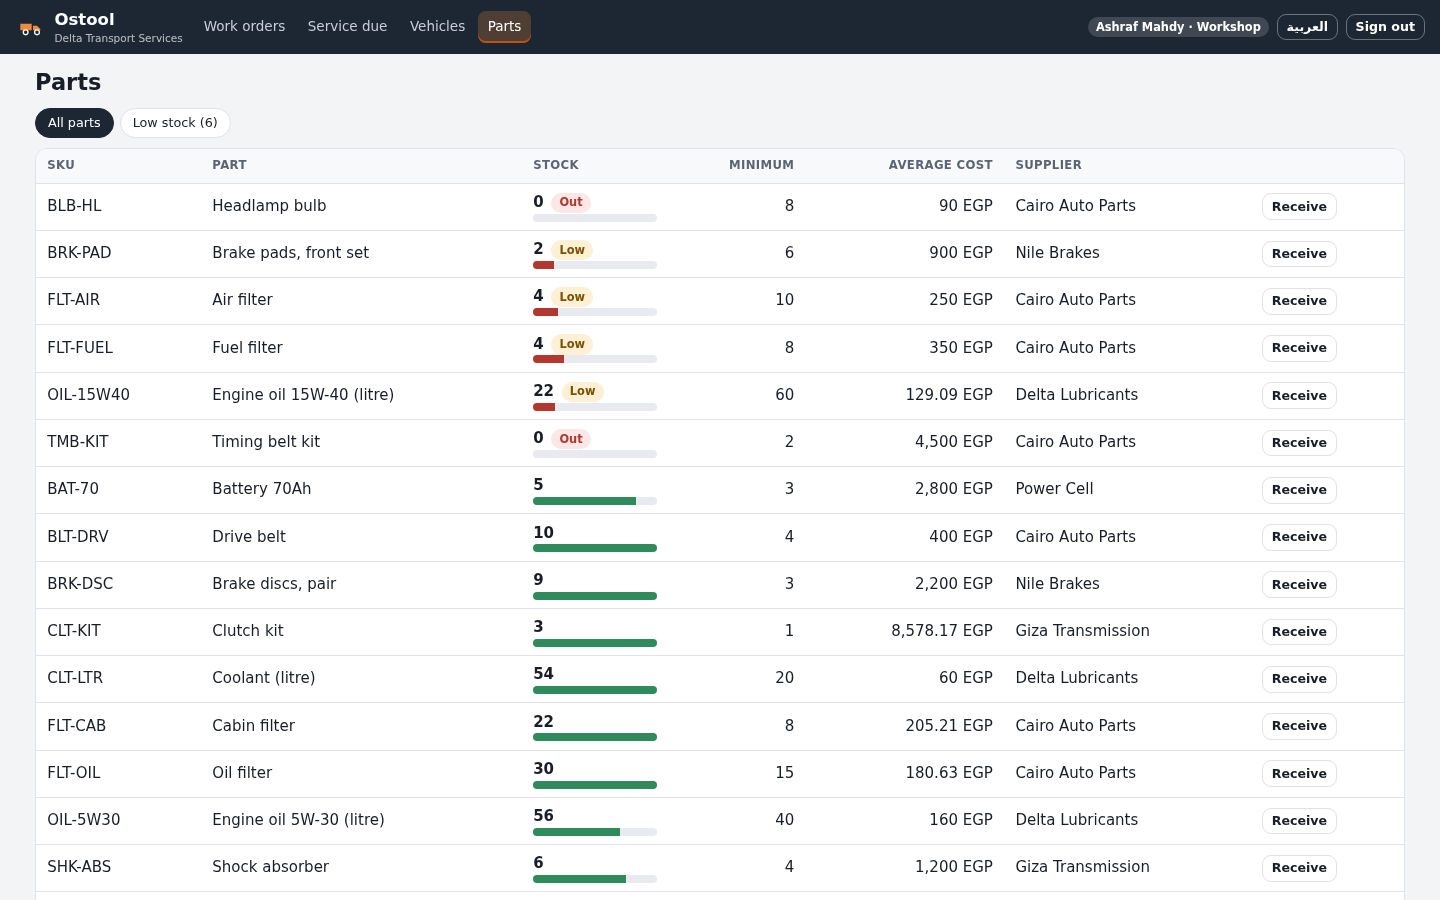 Ostool
Delta Transport Services
Work orders Service due Vehicles Parts
Ashraf Mahdy · Workshop العربية Sign out
Parts
All parts Low stock (6)
SKU PART STOCK MINIMUM AVERAGE COST SUPPLIER
BLB-HL Headlamp bulb 0 Out 8 90 EGP Cairo Auto Parts Receive
BRK-PAD Brake pads, front set 2 Low 6 900 EGP Nile Brakes Receive
FLT-AIR Air filter 4 Low 10 250 EGP Cairo Auto Parts Receive
FLT-FUEL Fuel filter 4 Low 8 350 EGP Cairo Auto Parts Receive
OIL-15W40 Engine oil 15W-40 (litre) 22 Low 60 129.09 EGP Delta Lubricants Receive
TMB-KIT Timing belt kit 0 Out 2 4,500 EGP Cairo Auto Parts Receive
BAT-70 Battery 70Ah 5 3 2,800 EGP Power Cell Receive
BLT-DRV Drive belt 10 4 400 EGP Cairo Auto Parts Receive
BRK-DSC Brake discs, pair 9 3 2,200 EGP Nile Brakes Receive
CLT-KIT Clutch kit 3 1 8,578.17 EGP Giza Transmission Receive
CLT-LTR Coolant (litre) 54 20 60 EGP Delta Lubricants Receive
FLT-CAB Cabin filter 22 8 205.21 EGP Cairo Auto Parts Receive
FLT-OIL Oil filter 30 15 180.63 EGP Cairo Auto Parts Receive
OIL-5W30 Engine oil 5W-30 (litre) 56 40 160 EGP Delta Lubricants Receive
SHK-ABS Shock absorber 6 4 1,200 EGP Giza Transmission Receive